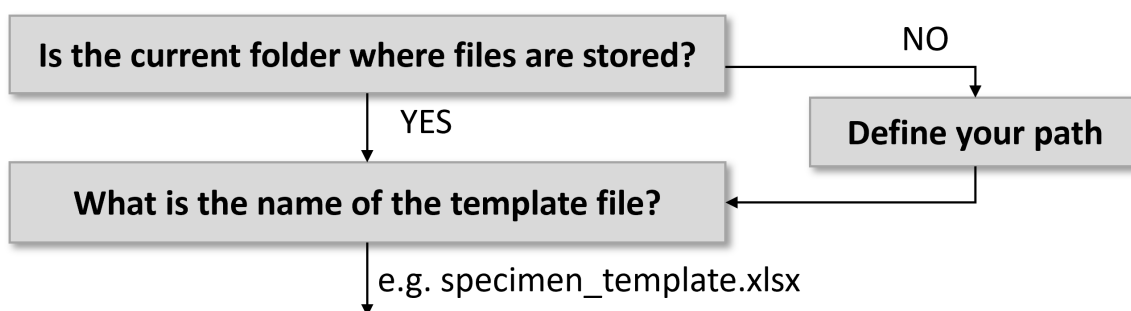 Is the current folder where files are stored?
NO
YES
Define your path
What is the name of the template file?
e.g. specimen_template.xlsx